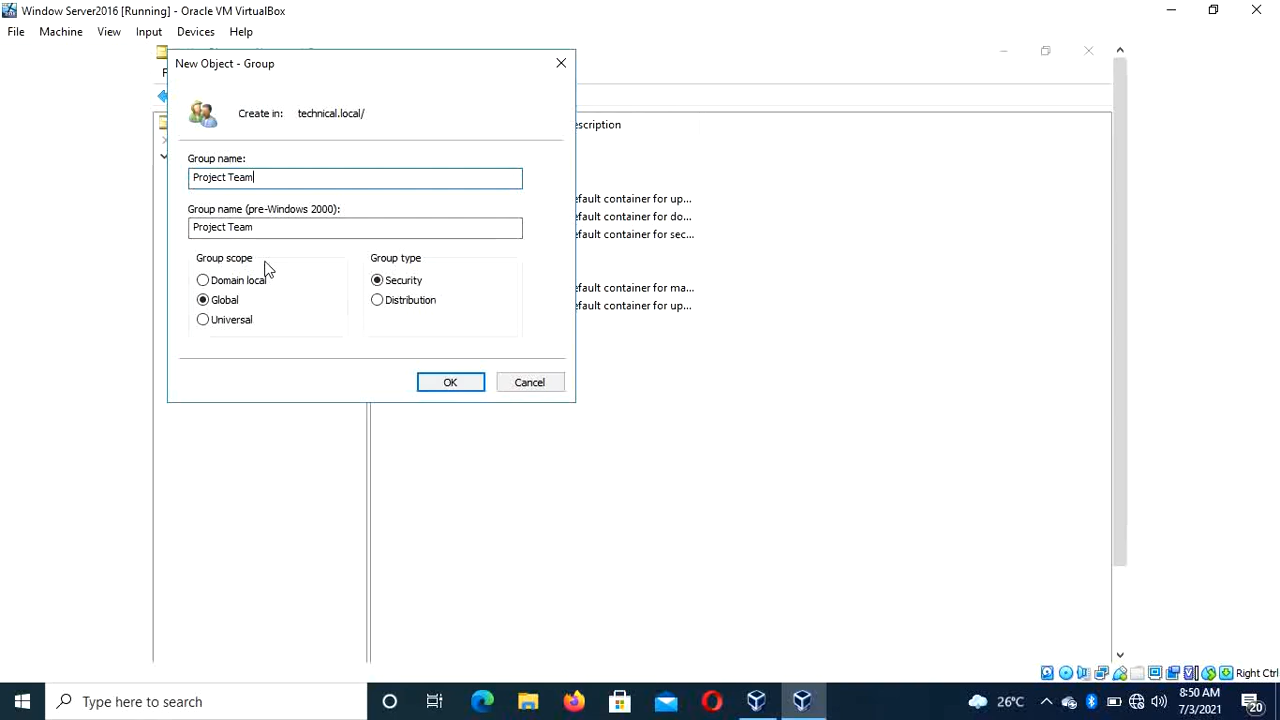 Window Server2016 [Running] - Oracle VM VirtualBox
File Machine View Input Devices Help
New Object - Group
Create in: technical.local/
escription
Group name:
Project Team
efault container for up...
Group name (pre-Windows 2000):
efault container for do...
Project Team
efault container for sec...
Group scope
Group type
Domain local
Security
efault container for ma...
Global
Distribution
efault container for up...
Universal
OK
Cancel
Right Ctrl
Type here to search
26°C
8:50 AM
7/3/2021
20